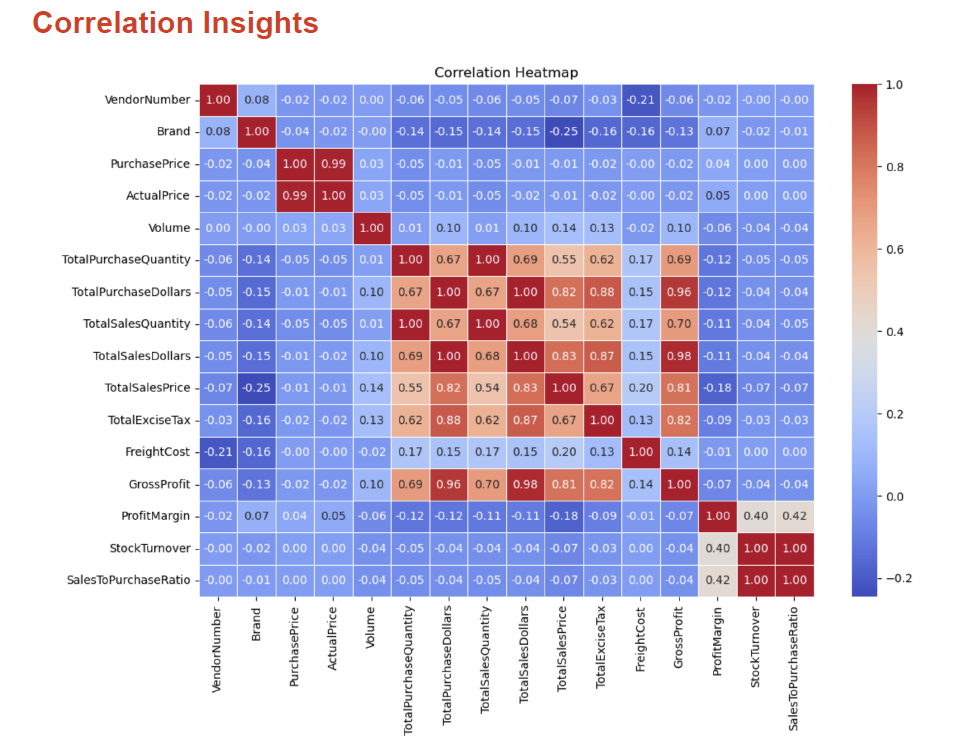 Correlation Insights
Correlation Heatmap
VendorNumber 1.00 0.08 -0.02 -0.02 0.00 -0.06 -0.05 -0.06 -0.05 -0.07 -0.03 -0.21 -0.06 -0.02 -0.00 -0.00
Brand 0.08 1.00 -0.04 -0.02 -0.00 -0.14 -0.15 -0.14 -0.15 -0.25 -0.16 -0.16 -0.13 0.07 -0.02 -0.01
PurchasePrice -0.02 -0.04 1.00 0.99 0.03 -0.05 -0.01 -0.05 -0.01 -0.01 -0.02 -0.00 -0.02 0.04 0.00 0.00
ActualPrice -0.02 -0.02 0.99 1.00 0.03 -0.05 -0.01 -0.05 -0.02 -0.01 -0.02 -0.00 -0.02 0.05 0.00 0.00
Volume 0.00 -0.00 0.03 0.03 1.00 0.01 0.10 0.01 0.10 0.14 0.13 -0.02 0.10 -0.06 -0.04 -0.04
TotalPurchaseQuantity -0.06 -0.14 -0.05 -0.05 0.01 1.00 0.67 1.00 0.69 0.55 0.62 0.17 0.69 -0.12 -0.05 -0.05
TotalPurchaseDollars -0.05 -0.15 -0.01 -0.01 0.10 0.67 1.00 0.67 1.00 0.82 0.88 0.15 0.96 -0.12 -0.04 -0.04
TotalSalesQuantity -0.06 -0.14 -0.05 -0.05 0.01 1.00 0.67 1.00 0.68 0.54 0.62 0.17 0.70 -0.11 -0.04 -0.05
TotalSalesDollars -0.05 -0.15 -0.01 -0.02 0.10 0.69 1.00 0.68 1.00 0.83 0.87 0.15 0.98 -0.11 -0.04 -0.04
TotalSalesPrice -0.07 -0.25 -0.01 -0.01 0.14 0.55 0.82 0.54 0.83 1.00 0.67 0.20 0.81 -0.18 -0.07 -0.07
TotalExciseTax -0.03 -0.16 -0.02 -0.02 0.13 0.62 0.88 0.62 0.87 0.67 1.00 0.13 0.82 -0.09 -0.03 -0.03
FreightCost -0.21 -0.16 -0.00 -0.00 -0.02 0.17 0.15 0.17 0.15 0.20 0.13 1.00 0.14 -0.01 0.00 0.00
GrossProfit -0.06 -0.13 -0.02 -0.02 0.10 0.69 0.96 0.70 0.98 0.81 0.82 0.14 1.00 -0.07 -0.04 -0.04
ProfitMargin -0.02 0.07 0.04 0.05 -0.06 -0.12 -0.12 -0.11 -0.11 -0.18 -0.09 -0.01 -0.07 1.00 0.40 0.42
StockTurnover -0.00 -0.02 0.00 0.00 -0.04 -0.05 -0.04 -0.04 -0.04 -0.07 -0.03 0.00 -0.04 0.40 1.00 1.00
SalesToPurchaseRatio -0.00 -0.01 0.00 0.00 -0.04 -0.05 -0.04 -0.05 -0.04 -0.07 -0.03 0.00 -0.04 0.42 1.00 1.00
VendorNumber
Brand
PurchasePrice
ActualPrice
Volume
TotalPurchaseQuantity
TotalPurchaseDollars
TotalSalesQuantity
TotalSalesDollars
TotalSalesPrice
TotalExciseTax
FreightCost
GrossProfit
ProfitMargin
StockTurnover
SalesToPurchaseRatio
1.0
0.8
0.6
0.4
0.2
0.0
−0.2